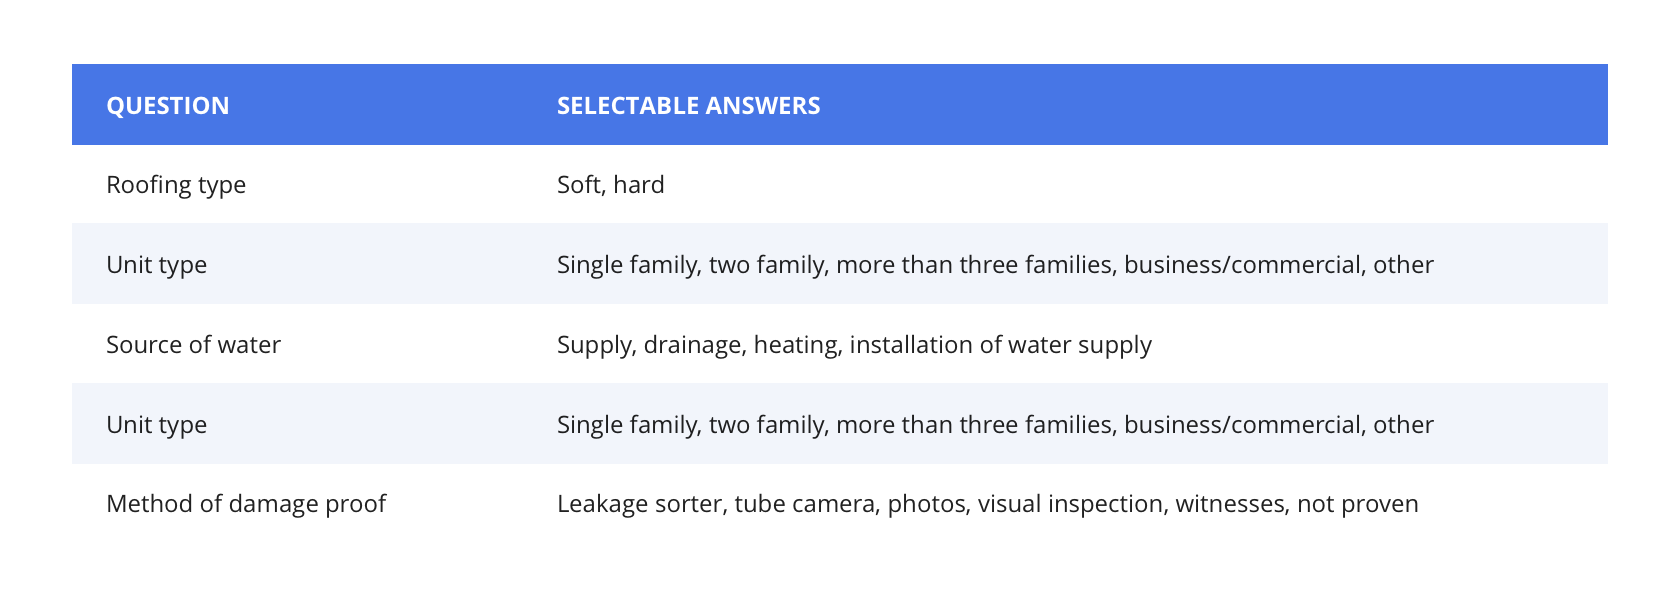 QUESTION SELECTABLE ANSWERS
Roofing type Soft, hard
Unit type Single family, two family, more than three families, business/commercial, other
Source of water Supply, drainage, heating, installation of water supply
Unit type Single family, two family, more than three families, business/commercial, other
Method of damage proof Leakage sorter, tube camera, photos, visual inspection, witnesses, not proven